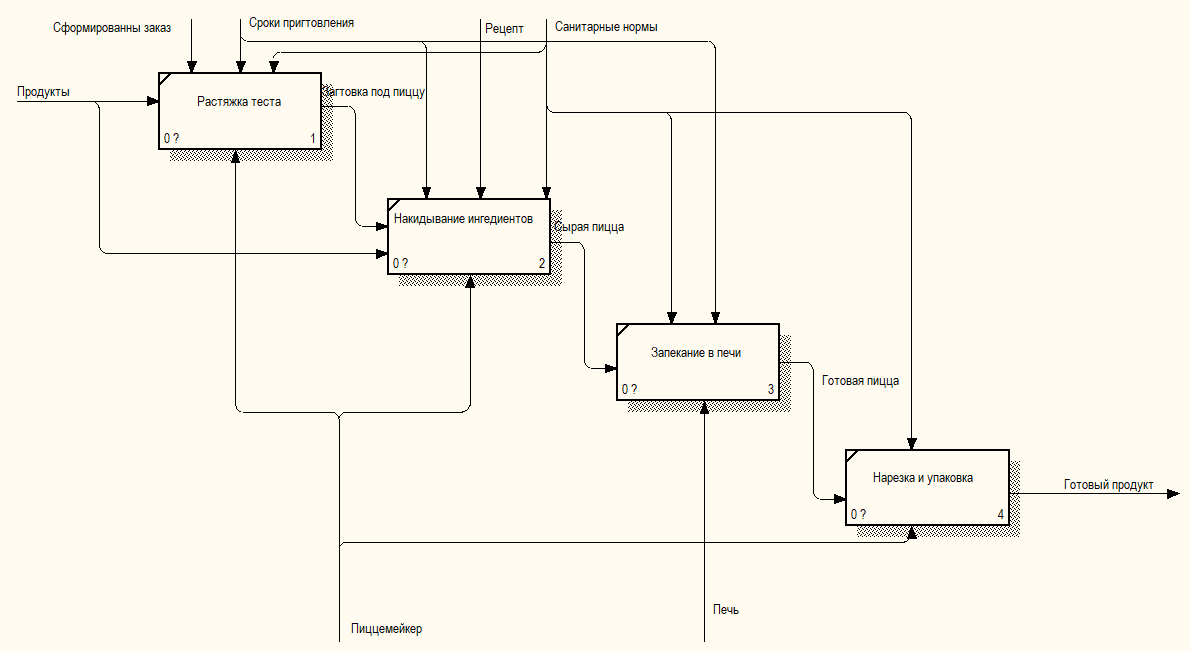 Сформированны заказ
Сроки пригтовления
Рецепт
Санитарные нормы
Продукты
Загтовка под пиццу
Растяжка теста
0 ?
1
Накидывание ингедиентов
0 ?
2
Сырая пицца
Запекание в печи
0 ?
3
Готовая пицца
Нарезка и упаковка
0 ?
4
Готовый продукт
Печь
Пиццемейкер